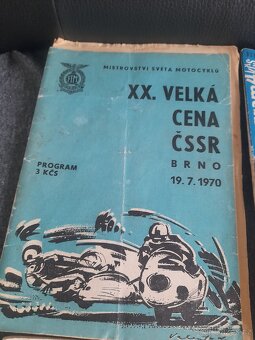 MISTROVSTVÍ SVĚTA MOTOCYKLŮ
XX. VELKÁ
CENA
ČSSR
BRNO
19. 7. 1970
PROGRAM
3 KČS